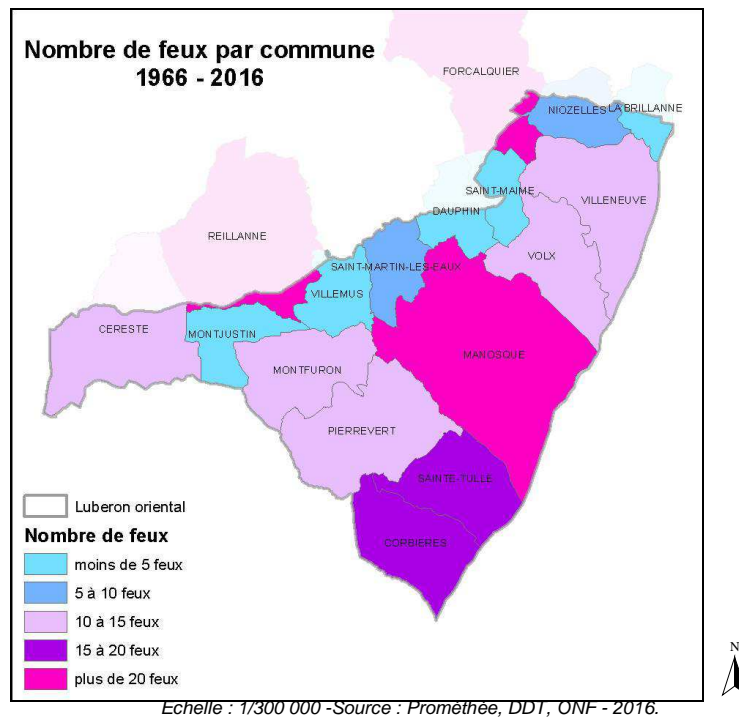 Nombre de feux par commune
1966 - 2016
FORCALQUIER
NIOZELLES
LA BRILLANNE
SAINT-MAIME
VILLENEUVE
DAUPHIN
REILLANNE
VOLX
SAINT-MARTIN-LES-EAUX
VILLEMUS
CERESTE
MONTJUSTIN
MANOSQUE
MONTFURON
PIERREVERT
SAINTE-TULLE
CORBIERES
Luberon oriental
Nombre de feux
moins de 5 feux
5 à 10 feux
10 à 15 feux
15 à 20 feux
plus de 20 feux
N
Echelle : 1/300 000 -Source : Prométhée, DDT, ONF - 2016.